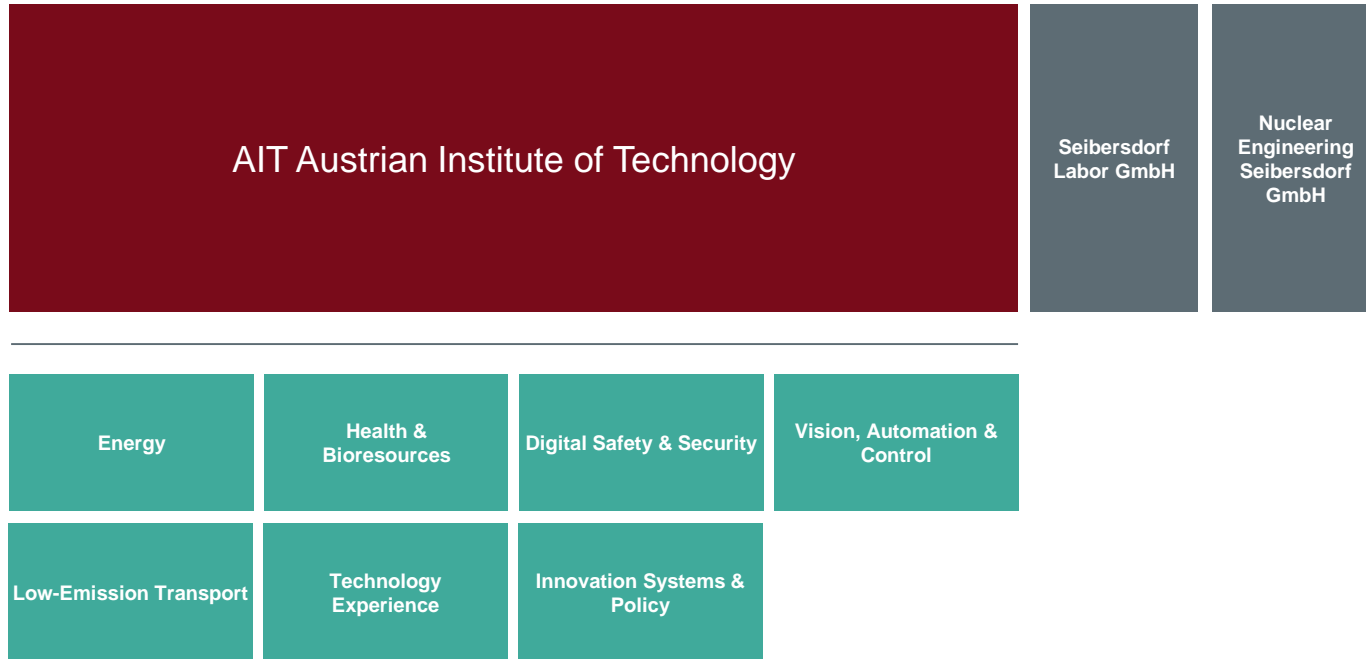 AIT Austrian Institute of Technology
Seibersdorf
Labor GmbH
Nuclear
Engineering
Seibersdorf
GmbH
Energy
Health &
Bioresources
Digital Safety & Security
Vision, Automation &
Control
Low-Emission Transport
Technology
Experience
Innovation Systems &
Policy